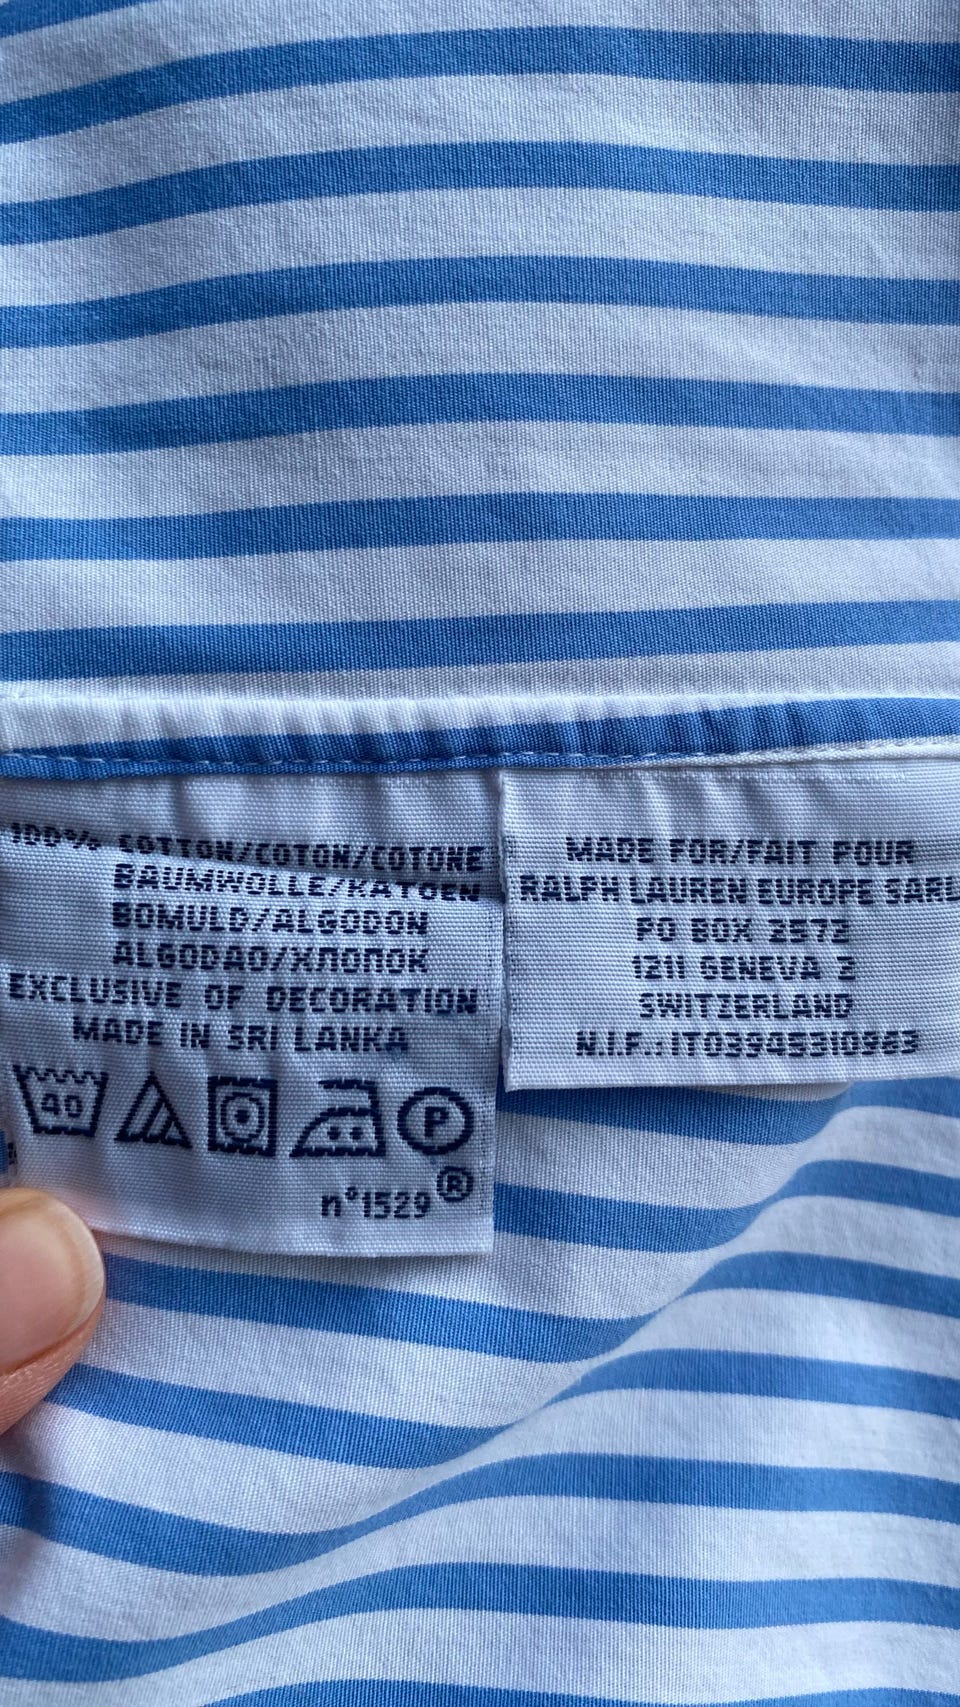 100% COTTON/COTON/COTONE
BAUMWOLLE/KATOEN
BOMULD/ALGODON
ALGODAO/ХЛОПОК
EXCLUSIVE OF DECORATION
MADE IN SRI LANKA
40
P
n°1529®
MADE FOR/FAIT POUR
RALPH LAUREN EUROPE SARL
PO BOX 2572
1211 GENEVA 2
SWITZERLAND
N.I.F.:IT03945310963